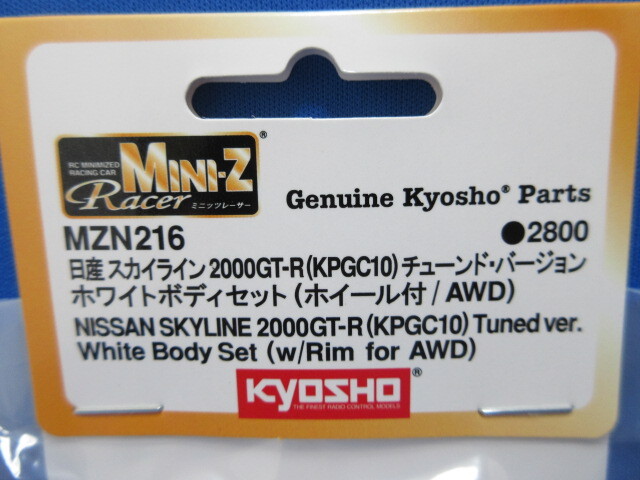 RC MINIMIZED
RACING CAR
MINI-Z®
Racer ミニッツレーサー
Genuine Kyosho® Parts
MZN216 ●2800
日産 スカイライン 2000GT-R (KPGC10) チューンド・バージョン
ホワイトボディセット (ホイール付 / AWD)
NISSAN SKYLINE 2000GT-R (KPGC10) Tuned ver.
White Body Set (w/Rim for AWD)
KYOSHO®
THE FINEST RADIO CONTROL MODELS